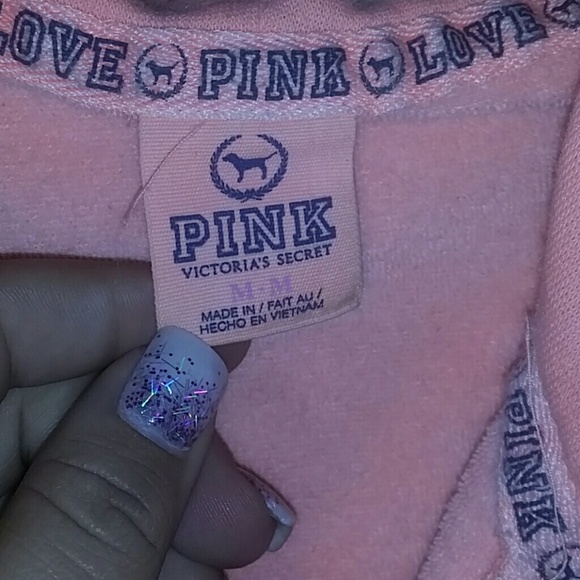 LOVE PINK LOVE
PINK
VICTORIA'S SECRET
M · M
MADE IN / FAIT AU /
HECHO EN VIETNAM
PINK